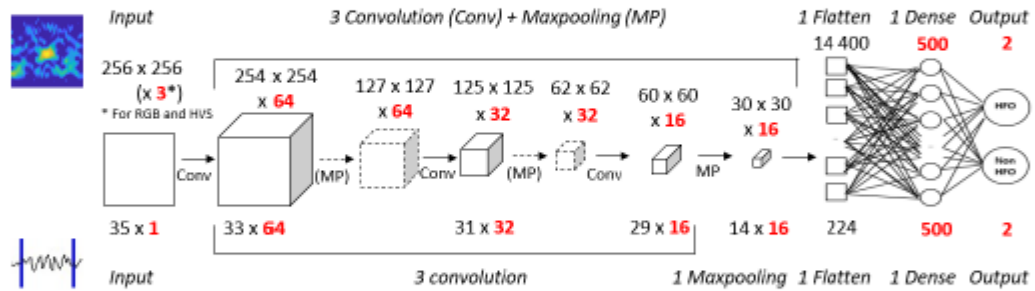 Input 3 Convolution (Conv) + Maxpooling (MP) 1 Flatten 1 Dense Output
14 400 500 2
256 x 256
(x 3*)
* For RGB and HVS
254 x 254
x 64
127 x 127
x 64
125 x 125
x 32
62 x 62
x 32
60 x 60
x 16
30 x 30
x 16
HFO
Non
HFO
Conv
(MP)
Conv
(MP)
Conv
MP
35 x 1 33 x 64 31 x 32 29 x 16 14 x 16 224 500 2
Input 3 convolution 1 Maxpooling 1 Flatten 1 Dense Output